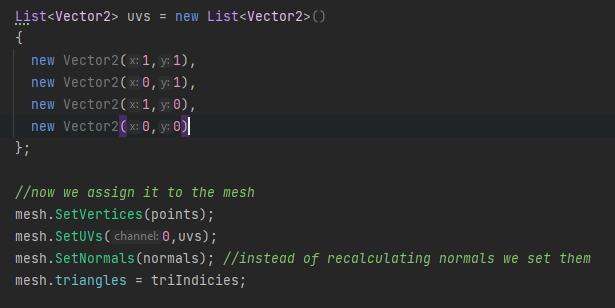 List<Vector2> uvs = new List<Vector2>()
{
new Vector2(x:1,y:1),
new Vector2(x:0,y:1),
new Vector2(x:1,y:0),
new Vector2(x:0,y:0)
};
//now we assign it to the mesh
mesh.SetVertices(points);
mesh.SetUVs(channel:0,uvs);
mesh.SetNormals(normals); //instead of recalculating normals we set them
mesh.triangles = triIndicies;